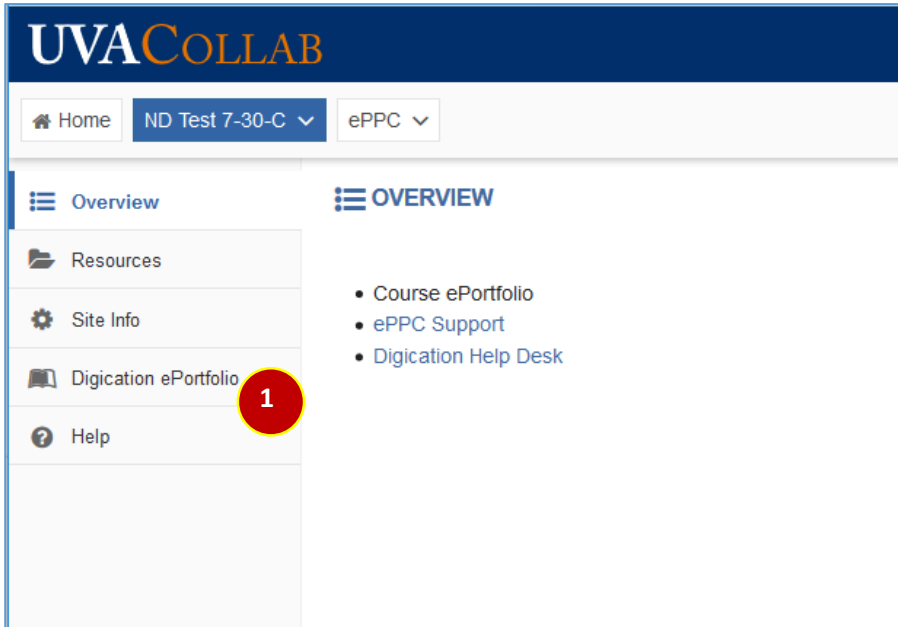 UVACOLLAB
Home ND Test 7-30-C ePPC
Overview
Resources
Site Info
Digication ePortfolio
1
Help
OVERVIEW
• Course ePortfolio
• ePPC Support
• Digication Help Desk